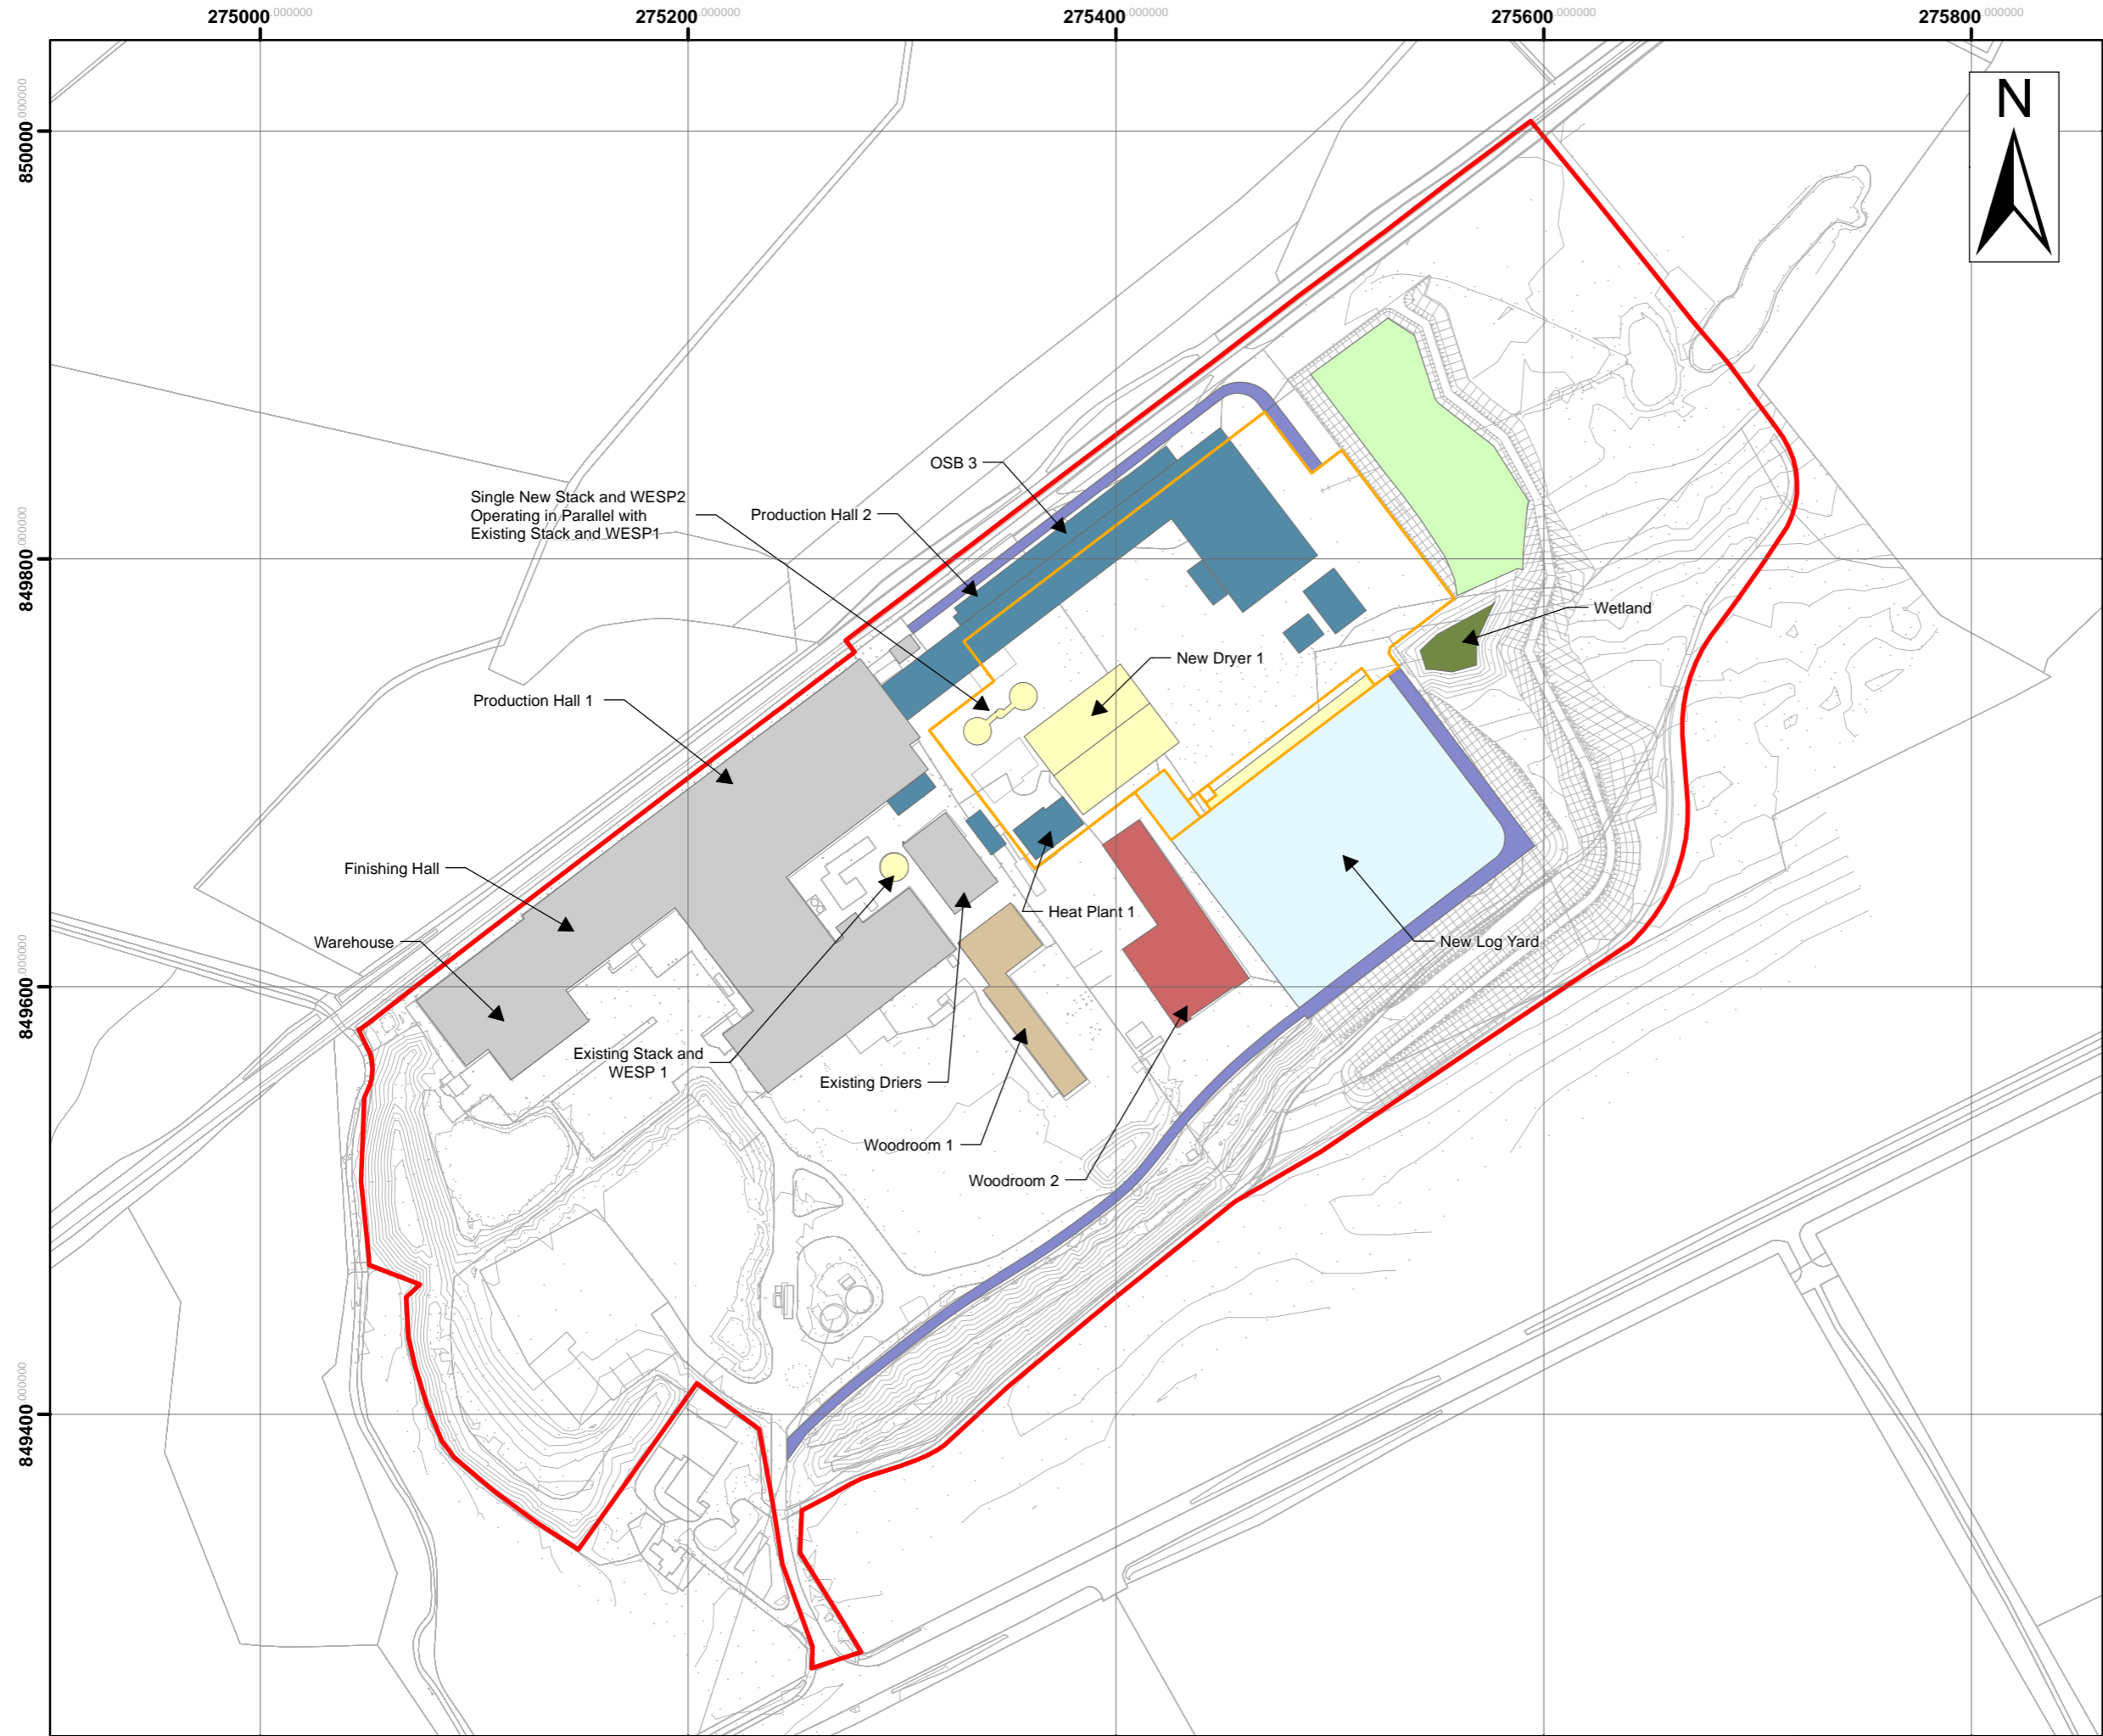 275000.000000
275200.000000
275400.000000
275600.000000
275800.000000
850000.000000
N
OSB 3
Single New Stack and WESP2
Operating in Parallel with
Existing Stack and WESP1
Production Hall 2
849800.000000
Wetland
New Dryer 1
Production Hall 1
Finishing Hall
Heat Plant 1
Warehouse
New Log Yard
849600.000000
Existing Stack and
WESP 1
Existing Driers
Woodroom 1
Woodroom 2
849400.000000